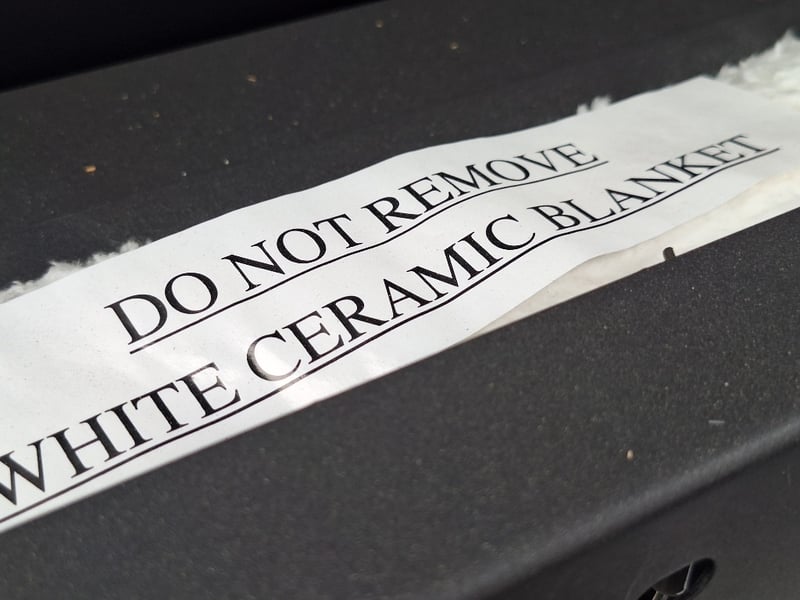 DO NOT REMOVE
WHITE CERAMIC BLANKET